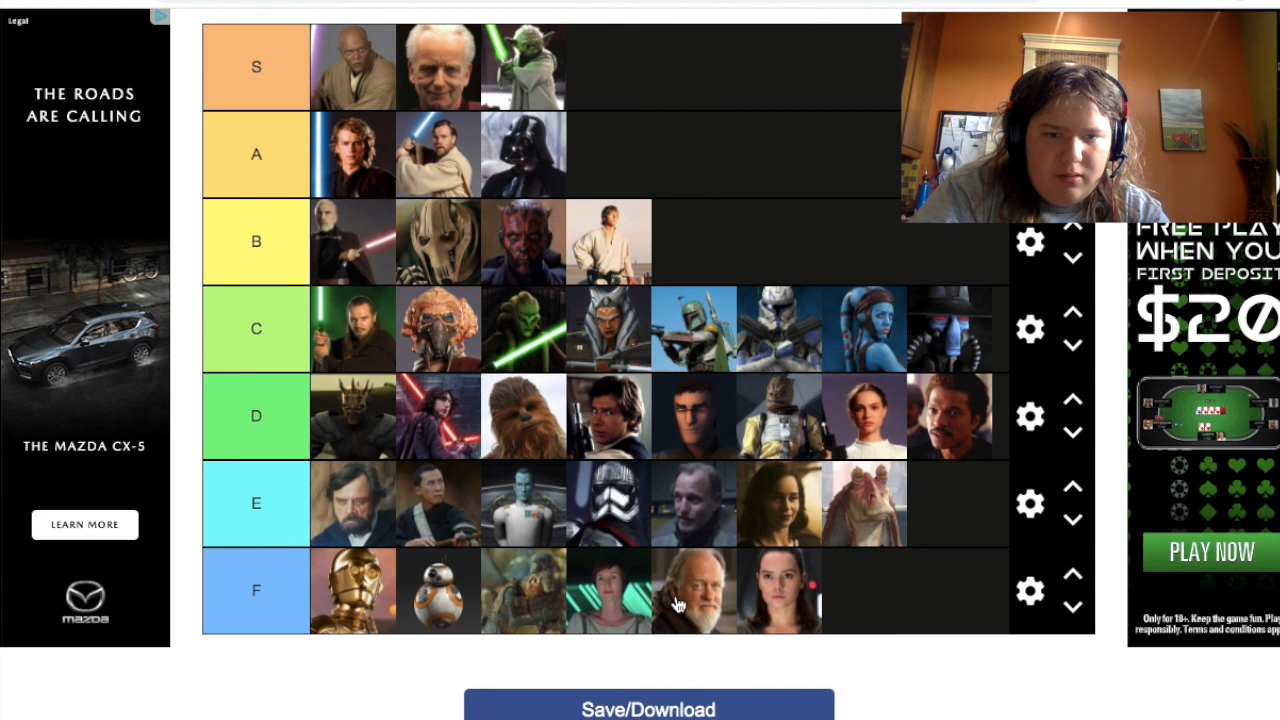 Legal
THE ROADS
ARE CALLING
THE MAZDA CX-5
LEARN MORE
mazda
S
A
B
C
D
E
F
Save/Download
FREE PLAY
WHEN YOU
FIRST DEPOSIT
$20
PLAY NOW
Only for 18+. Keep the game fun. Play
responsibly. Terms and conditions